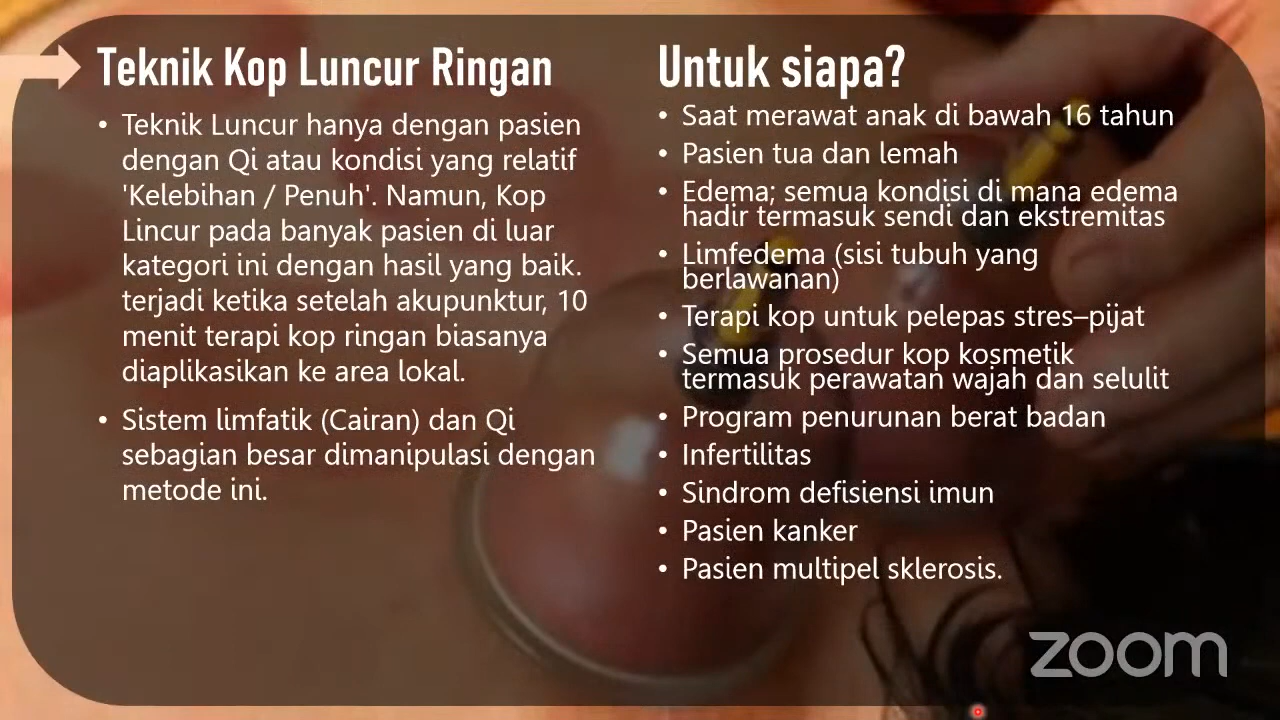 Teknik Kop Luncur Ringan
• Teknik Luncur hanya dengan pasien
dengan Qi atau kondisi yang relatif
'Kelebihan / Penuh'. Namun, Kop
Lincur pada banyak pasien di luar
kategori ini dengan hasil yang baik.
terjadi ketika setelah akupunktur, 10
menit terapi kop ringan biasanya
diaplikasikan ke area lokal.
• Sistem limfatik (Cairan) dan Qi
sebagian besar dimanipulasi dengan
metode ini.
Untuk siapa?
• Saat merawat anak di bawah 16 tahun
• Pasien tua dan lemah
• Edema; semua kondisi di mana edema
hadir termasuk sendi dan ekstremitas
• Limfedema (sisi tubuh yang
berlawanan)
• Terapi kop untuk pelepas stres–pijat
• Semua prosedur kop kosmetik
termasuk perawatan wajah dan selulit
• Program penurunan berat badan
• Infertilitas
• Sindrom defisiensi imun
• Pasien kanker
• Pasien multipel sklerosis.
zoom